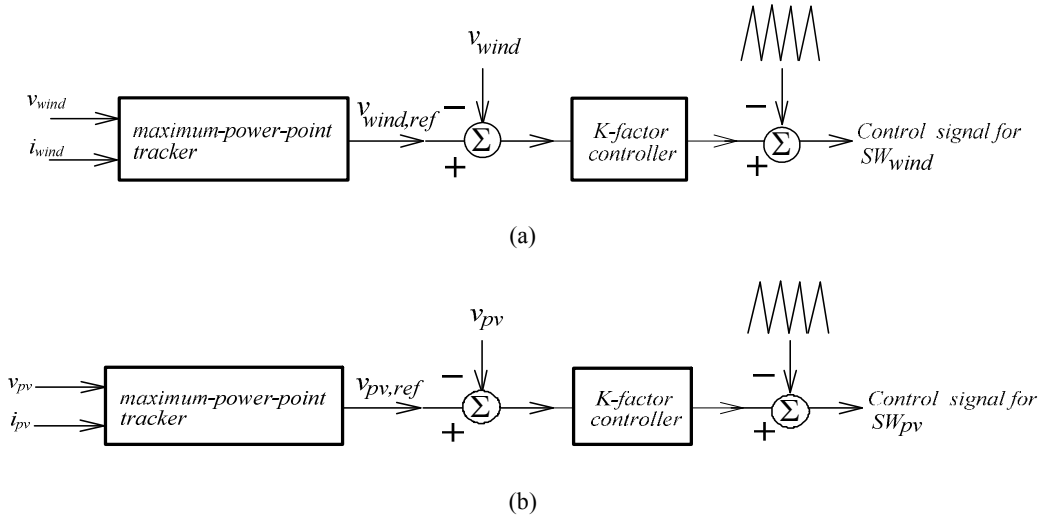 v_wind
v_wind
i_wind
maximum-power-point
tracker
v_wind,ref
−
+
Σ
K-factor
controller
−
+
Σ
Control signal for
SW_wind
(a)
v_pv
v_pv
i_pv
maximum-power-point
tracker
v_pv,ref
−
+
Σ
K-factor
controller
−
+
Σ
Control signal for
SW_pv
(b)